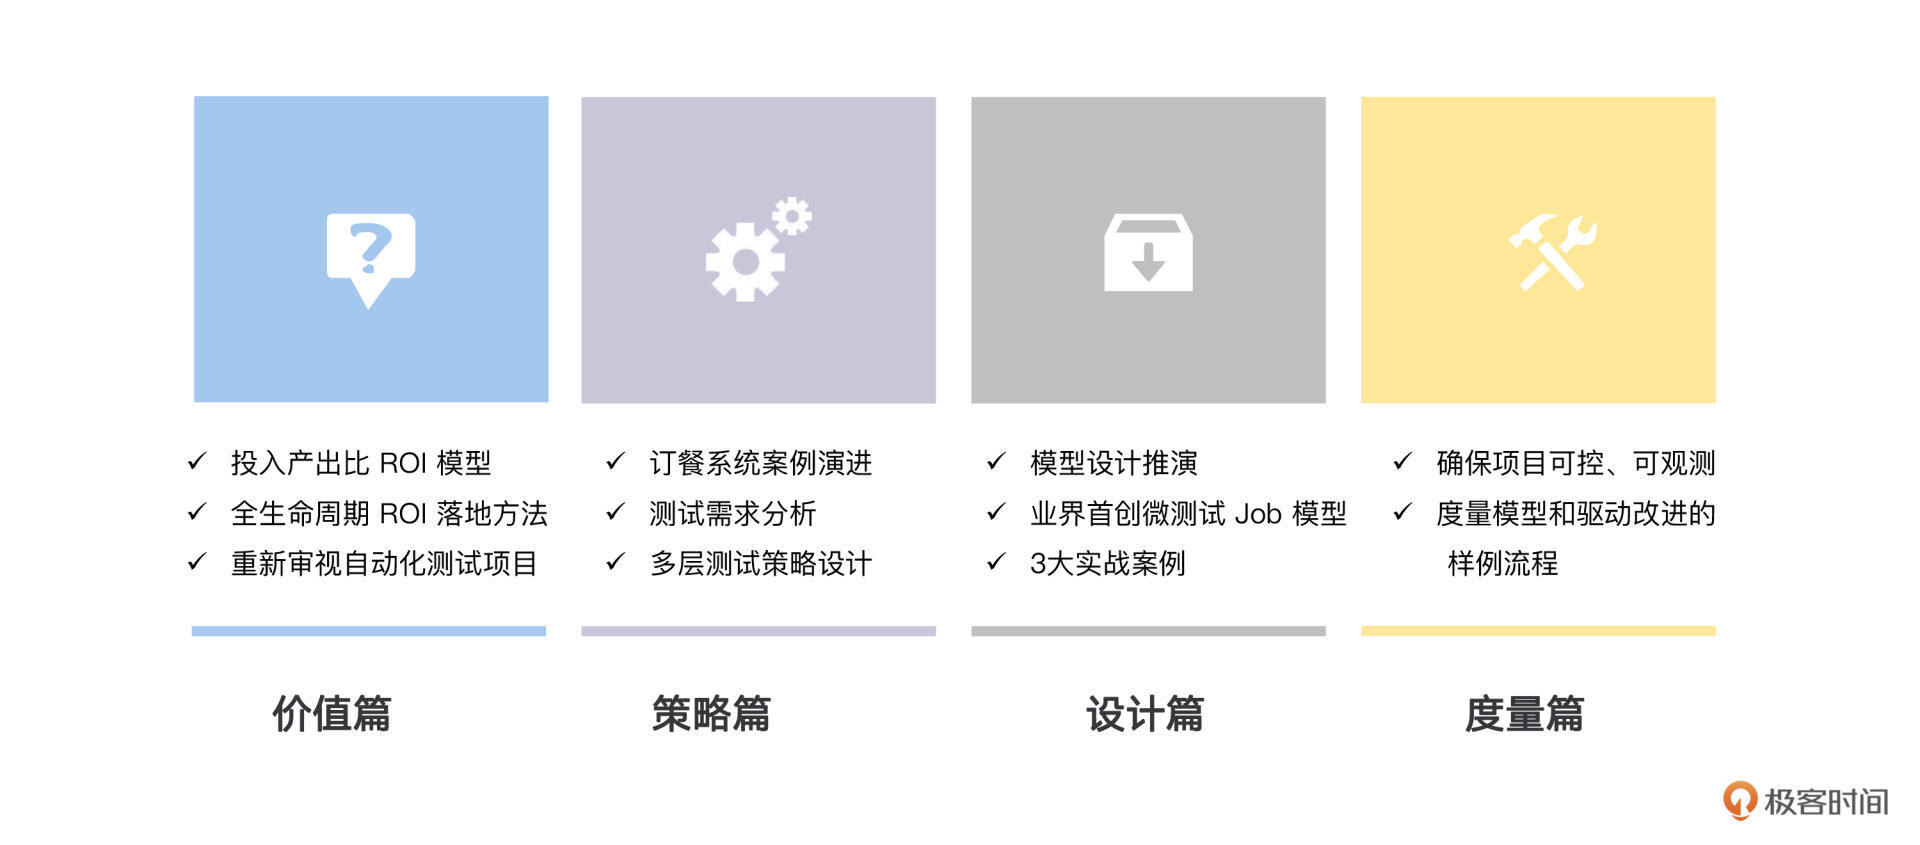 投入产出比 ROI 模型
全生命周期 ROI 落地方法
重新审视自动化测试项目
价值篇
订餐系统案例演进
测试需求分析
多层测试策略设计
策略篇
模型设计推演
业界首创微测试 Job 模型
3大实战案例
设计篇
确保项目可控、可观测
度量模型和驱动改进的
样例流程
度量篇
极客时间